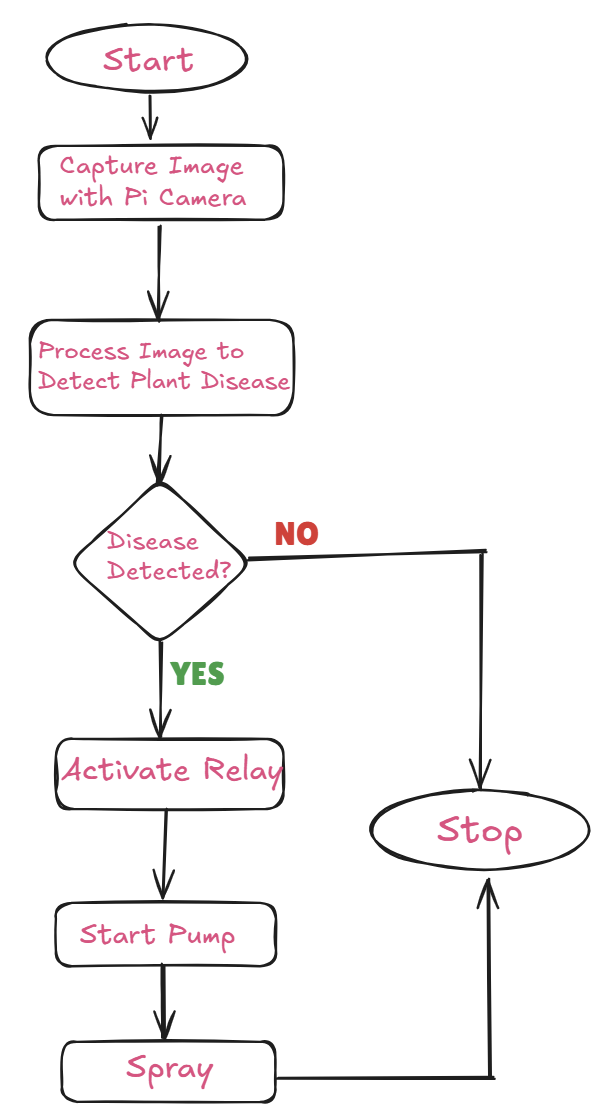 Start
Capture Image
with Pi Camera
Process Image to
Detect Plant Disease
Disease
Detected?
NO
YES
Activate Relay
Stop
Start Pump
Spray